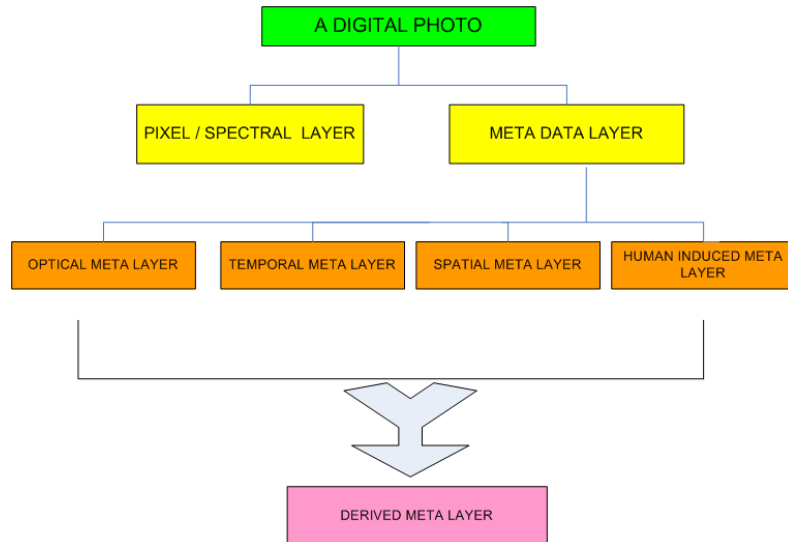 A DIGITAL PHOTO
PIXEL / SPECTRAL LAYER
META DATA LAYER
OPTICAL META LAYER
TEMPORAL META LAYER
SPATIAL META LAYER
HUMAN INDUCED META
LAYER
DERIVED META LAYER